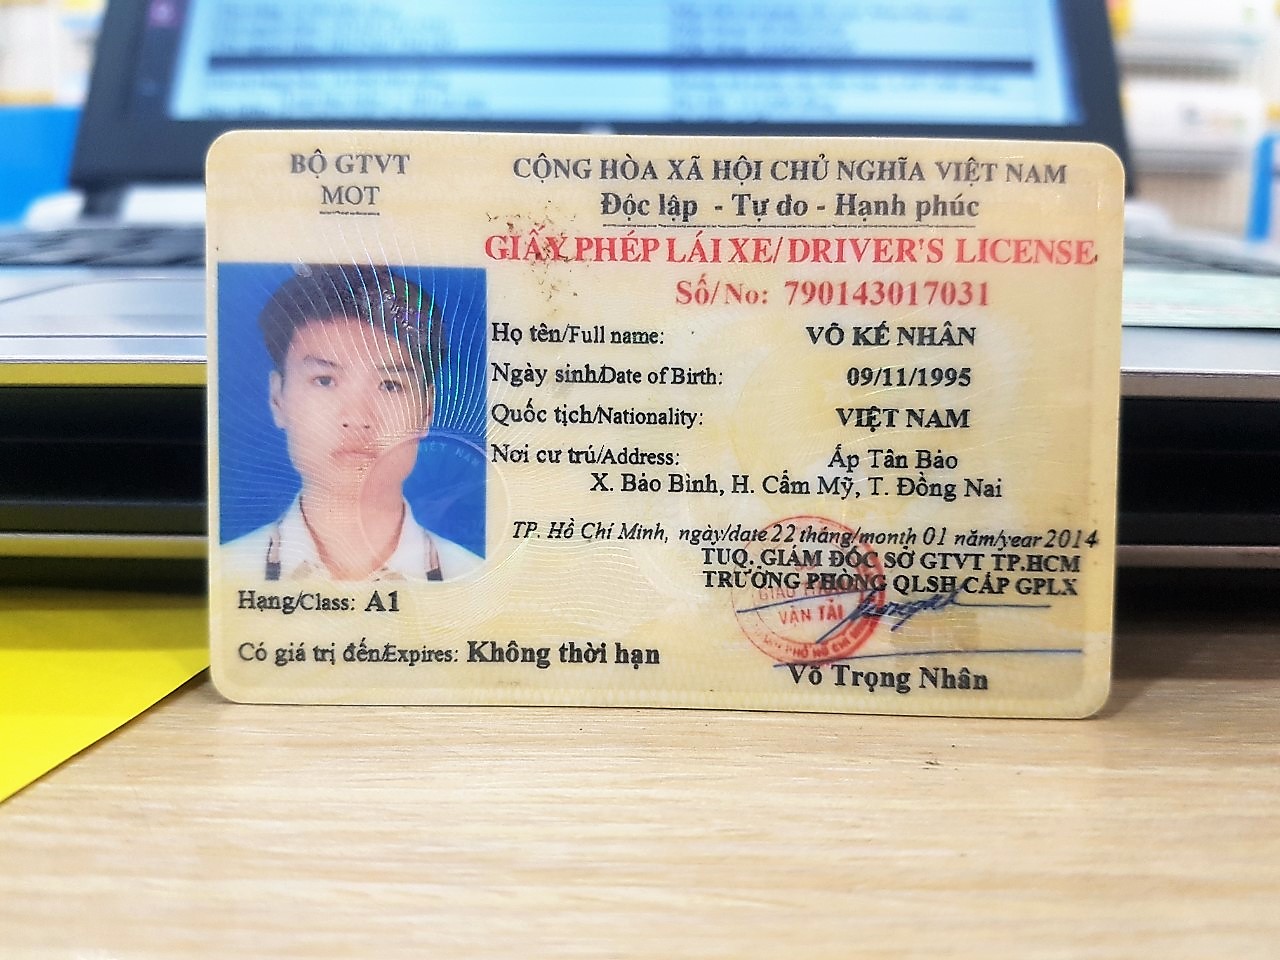 BỘ GTVT
MOT
CỘNG HÒA XÃ HỘI CHỦ NGHĨA VIỆT NAM
Độc lập - Tự do - Hạnh phúc
GIẤY PHÉP LÁI XE/ DRIVER'S LICENSE
Số/No: 790143017031
Họ tên/Full name: VÕ KẾ NHÂN
Ngày sinh/Date of Birth: 09/11/1995
Quốc tịch/Nationality: VIỆT NAM
Nơi cư trú/Address: Ấp Tân Bảo
X. Bảo Bình, H. Cẩm Mỹ, T. Đồng Nai
TP. Hồ Chí Minh, ngày/date 22 tháng/month 01 năm/year 2014
TUQ. GIÁM ĐỐC SỞ GTVT TP.HCM
TRƯỞNG PHÒNG QLSH CẤP GPLX
GIAO THÔNG
VẬN TẢI
Hạng/Class: A1
Có giá trị đến/Expires: Không thời hạn
Võ Trọng Nhân